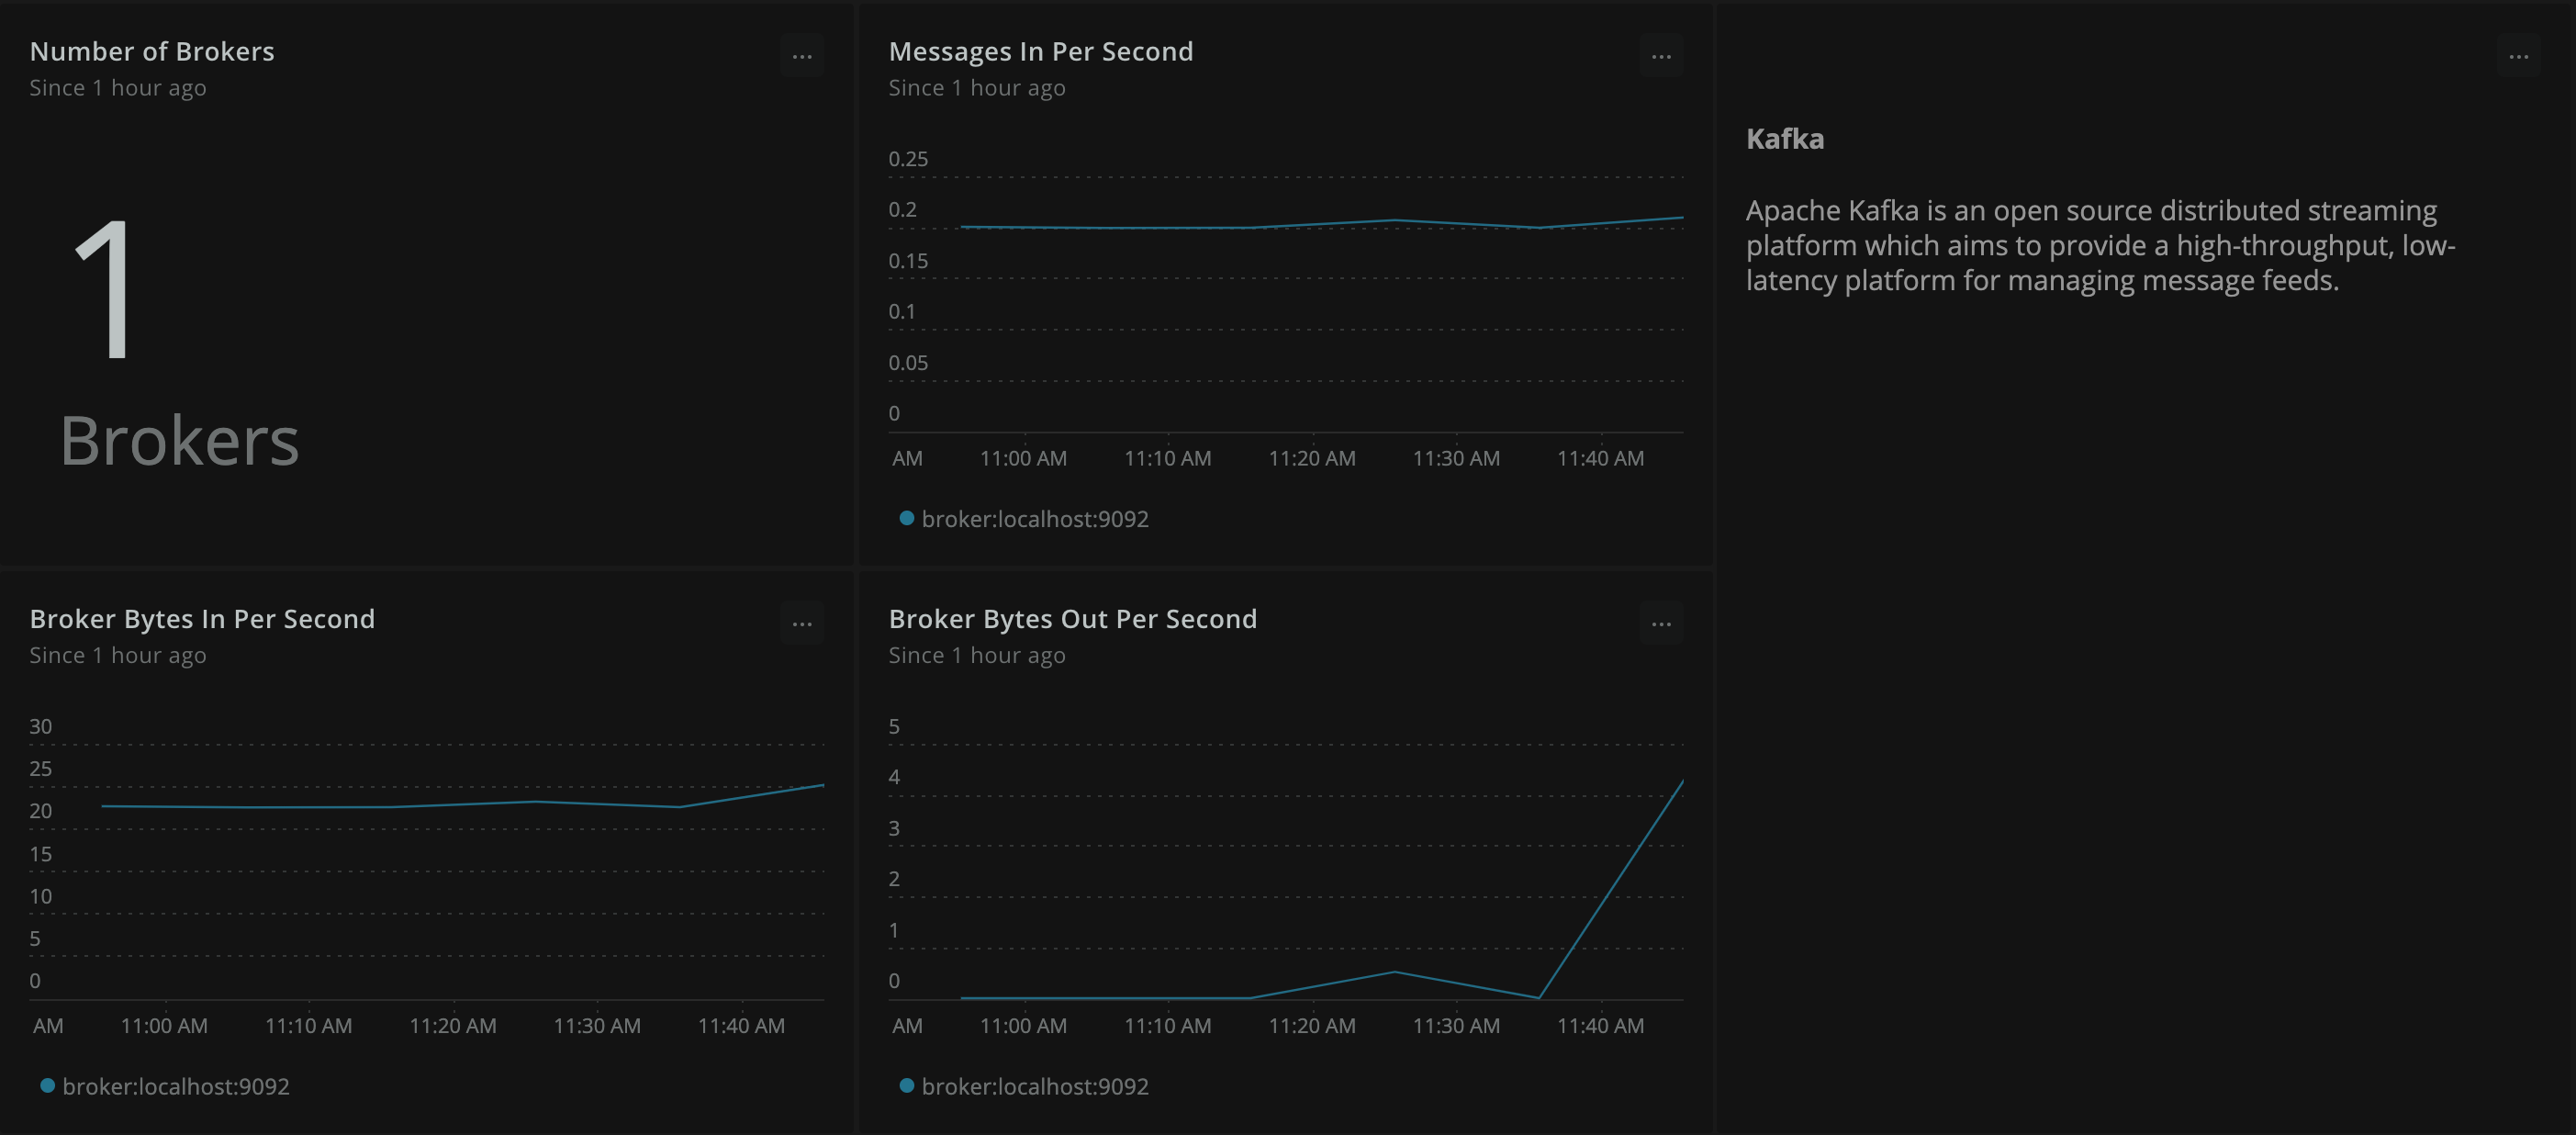 Number of Brokers
...
Since 1 hour ago
1
Brokers
Messages In Per Second
...
Since 1 hour ago
0.25
0.2
0.15
0.1
0.05
0
AM 11:00 AM 11:10 AM 11:20 AM 11:30 AM 11:40 AM
broker:localhost:9092
...
Kafka
Apache Kafka is an open source distributed streaming
platform which aims to provide a high-throughput, low-
latency platform for managing message feeds.
Broker Bytes In Per Second
...
Since 1 hour ago
30
25
20
15
10
5
0
AM 11:00 AM 11:10 AM 11:20 AM 11:30 AM 11:40 AM
broker:localhost:9092
Broker Bytes Out Per Second
...
Since 1 hour ago
5
4
3
2
1
0
AM 11:00 AM 11:10 AM 11:20 AM 11:30 AM 11:40 AM
broker:localhost:9092